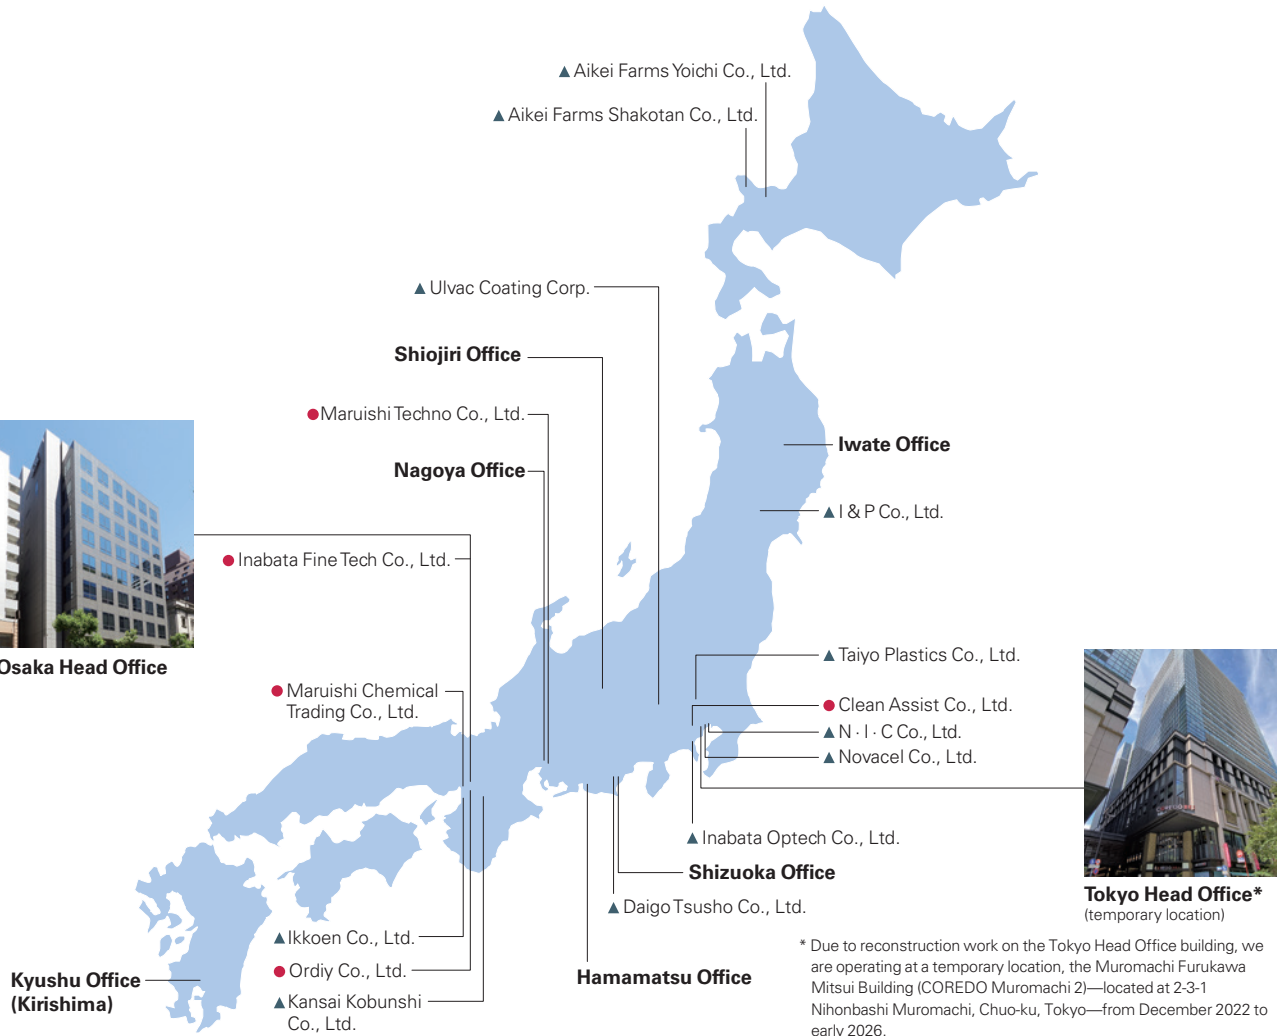 ▲ Aikei Farms Yoichi Co., Ltd.
▲ Aikei Farms Shakotan Co., Ltd.
▲ Ulvac Coating Corp.
Shiojiri Office
● Maruishi Techno Co., Ltd.
Iwate Office
Nagoya Office
▲ I & P Co., Ltd.
● Inabata Fine Tech Co., Ltd.
Osaka Head Office
▲ Taiyo Plastics Co., Ltd.
● Maruishi Chemical
Trading Co., Ltd.
● Clean Assist Co., Ltd.
▲ N · I · C Co., Ltd.
▲ Novacel Co., Ltd.
▲ Inabata Optech Co., Ltd.
Shizuoka Office
Tokyo Head Office*
(temporary location)
▲ Daigo Tsusho Co., Ltd.
▲ Ikkoen Co., Ltd.
● Ordiy Co., Ltd.
Hamamatsu Office
Kyushu Office
(Kirishima)
▲ Kansai Kobunshi
Co., Ltd.
* Due to reconstruction work on the Tokyo Head Office building, we
are operating at a temporary location, the Muromachi Furukawa
Mitsui Building (COREDO Muromachi 2)—located at 2-3-1
Nihonbashi Muromachi, Chuo-ku, Tokyo—from December 2022 to
early 2026.